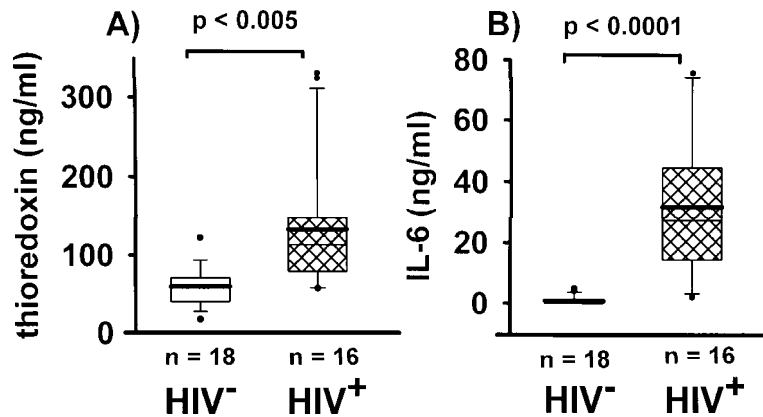 A)
p < 0.005
thioredoxin (ng/ml)
300
200
100
0
n = 18
n = 16
HIV⁻
HIV⁺
B)
p < 0.0001
IL-6 (ng/ml)
80
60
40
20
0
n = 18
n = 16
HIV⁻
HIV⁺